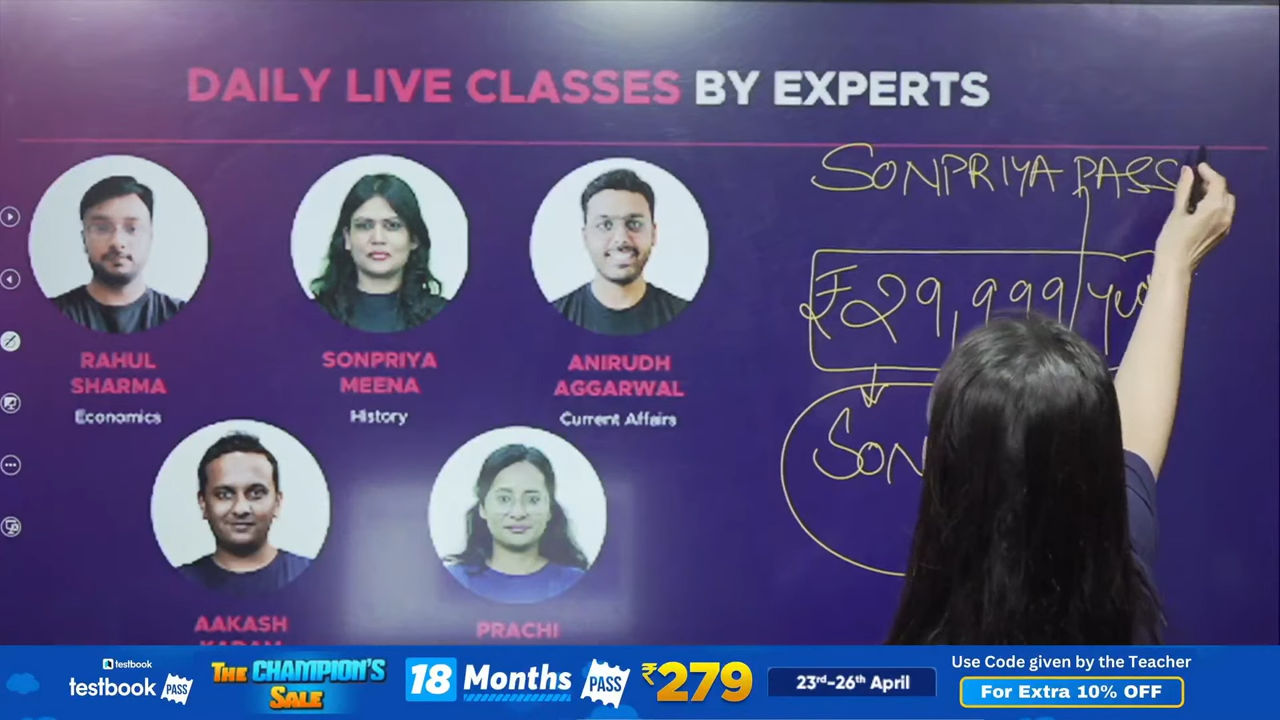 DAILY LIVE CLASSES BY EXPERTS
SONPRIYA PASS
₹29,999
SON
RAHUL
SHARMA
Economics
SONPRIYA
MEENA
History
ANIRUDH
AGGARWAL
Current Affairs
AAKASH
KADAM
PRACHI
testbook
testbook PASS
THE CHAMPION'S
SALE
18 Months PASS ₹279
23rd-26th April
Use Code given by the Teacher
For Extra 10% OFF